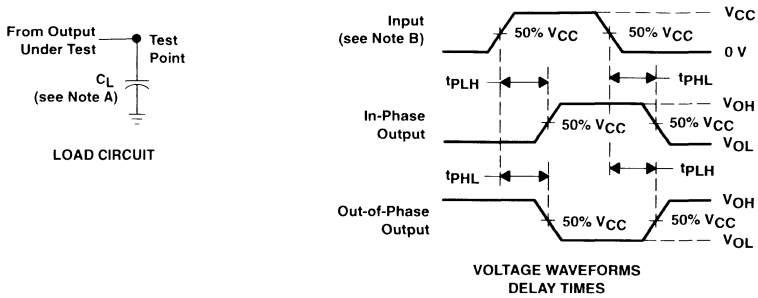 From Output
Under Test
Test
Point
CL
(see Note A)
LOAD CIRCUIT
Input
(see Note B)
50% VCC
50% VCC
VCC
0 V
tPLH
tPHL
In-Phase
Output
50% VCC
50% VCC
VOH
VOL
tPHL
tPLH
Out-of-Phase
Output
50% VCC
50% VCC
VOH
VOL
VOLTAGE WAVEFORMS
DELAY TIMES